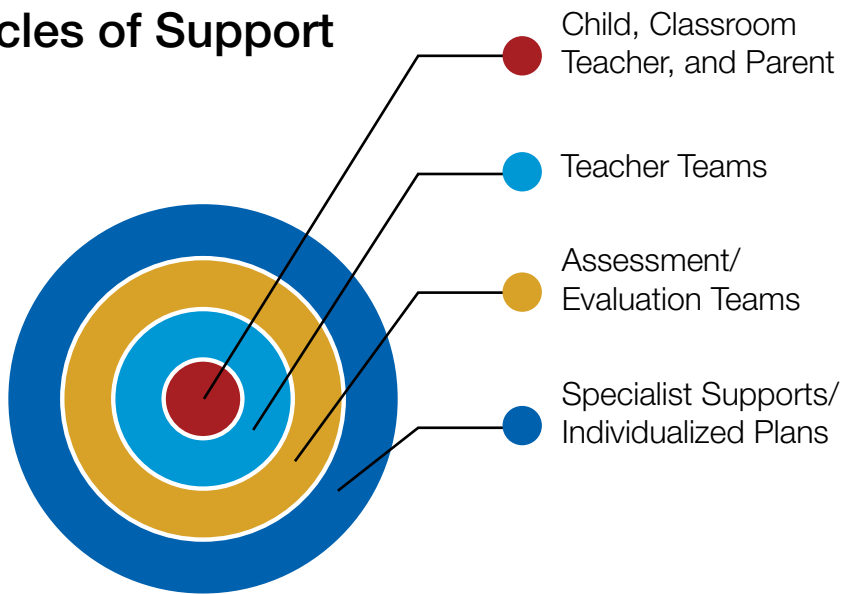 cles of Support
Child, Classroom
Teacher, and Parent
Teacher Teams
Assessment/
Evaluation Teams
Specialist Supports/
Individualized Plans